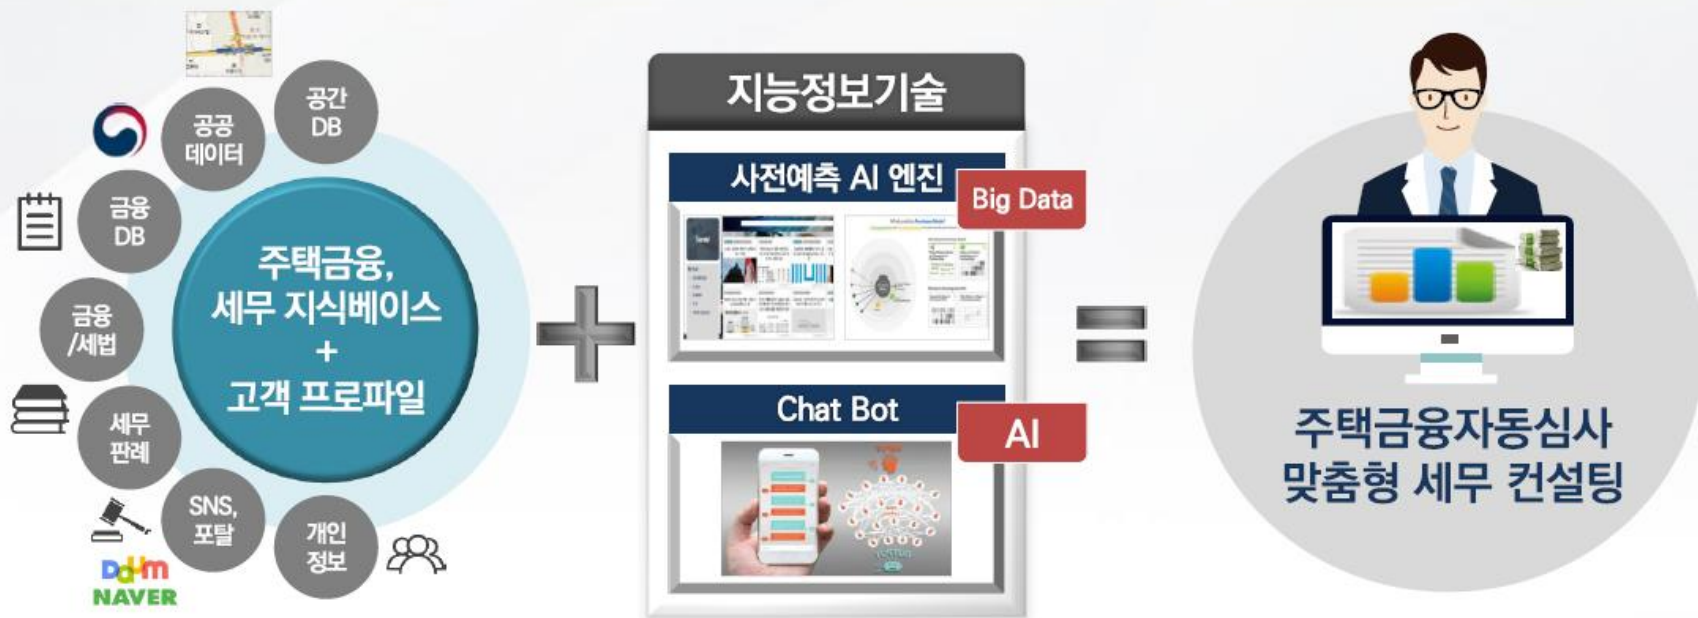 공간
DB
공공
데이터
금융
DB
금융
/세법
세무
판례
SNS,
포탈
개인
정보
Daum
NAVER
주택금융,
세무 지식베이스
+
고객 프로파일
지능정보기술
사전예측 AI 엔진
Big Data
Chat Bot
AI
주택금융자동심사
맞춤형 세무 컨설팅